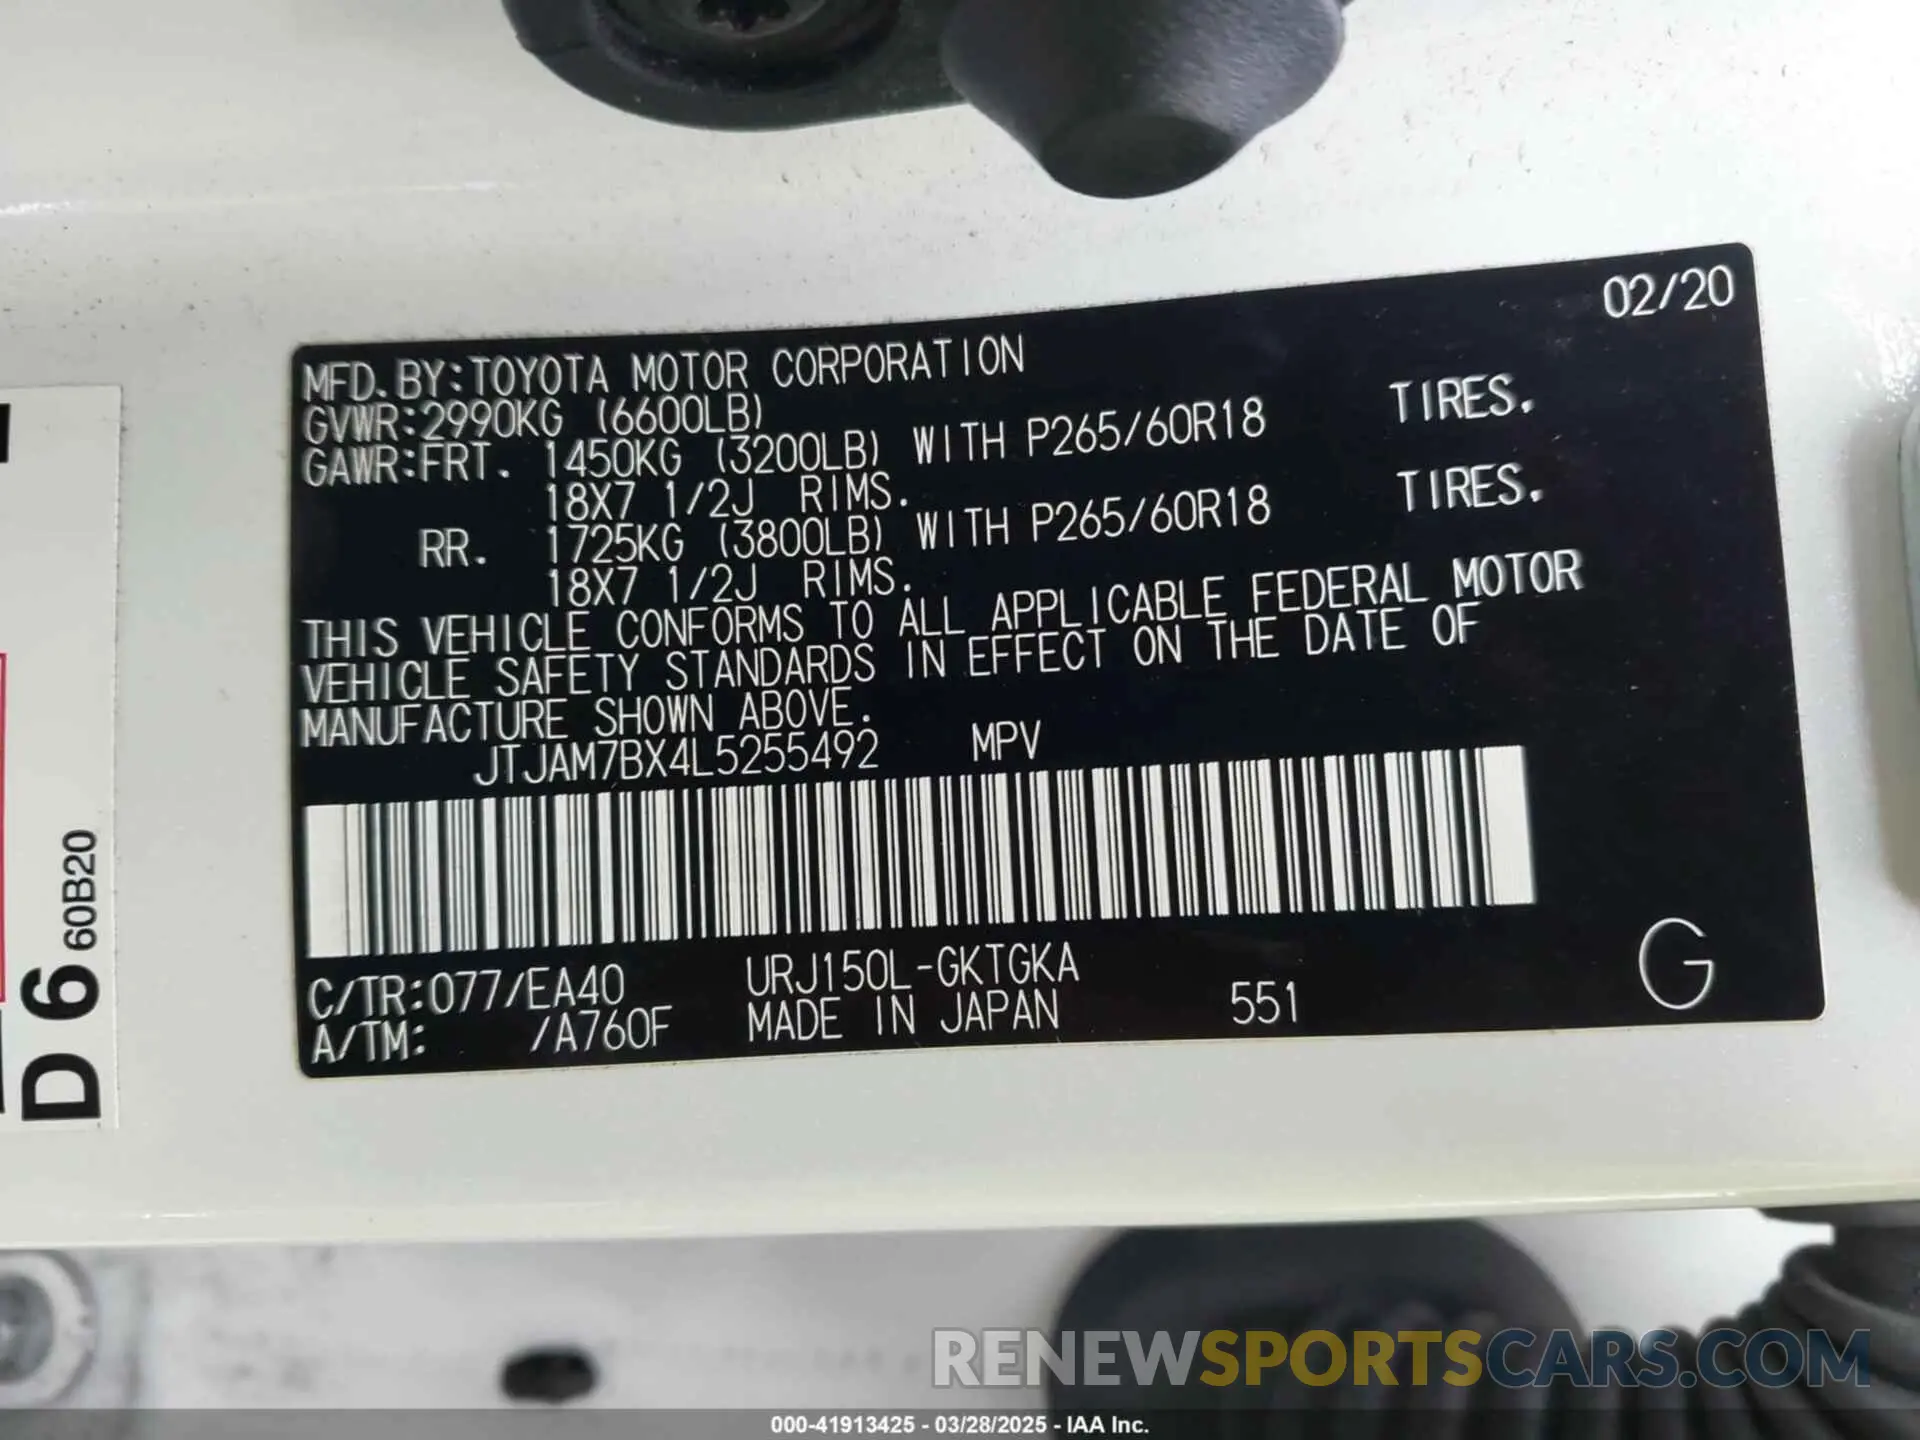 02/20
MFD.BY:TOYOTA MOTOR CORPORATION
GVWR:2990KG (6600LB)
GAWR:FRT. 1450KG (3200LB) WITH P265/60R18 TIRES.
18X7 1/2J RIMS.
RR. 1725KG (3800LB) WITH P265/60R18 TIRES.
18X7 1/2J RIMS.
THIS VEHICLE CONFORMS TO ALL APPLICABLE FEDERAL MOTOR
VEHICLE SAFETY STANDARDS IN EFFECT ON THE DATE OF
MANUFACTURE SHOWN ABOVE.
JTJAM7BX4L5255492 MPV
C/TR:077/EA40 URJ150L-GKTGKA
A/TM: /A760F MADE IN JAPAN 551 G
D 6 60B20
RENEWSPORTSCARS.COM
000-41913425 - 03/28/2025 - IAA Inc.